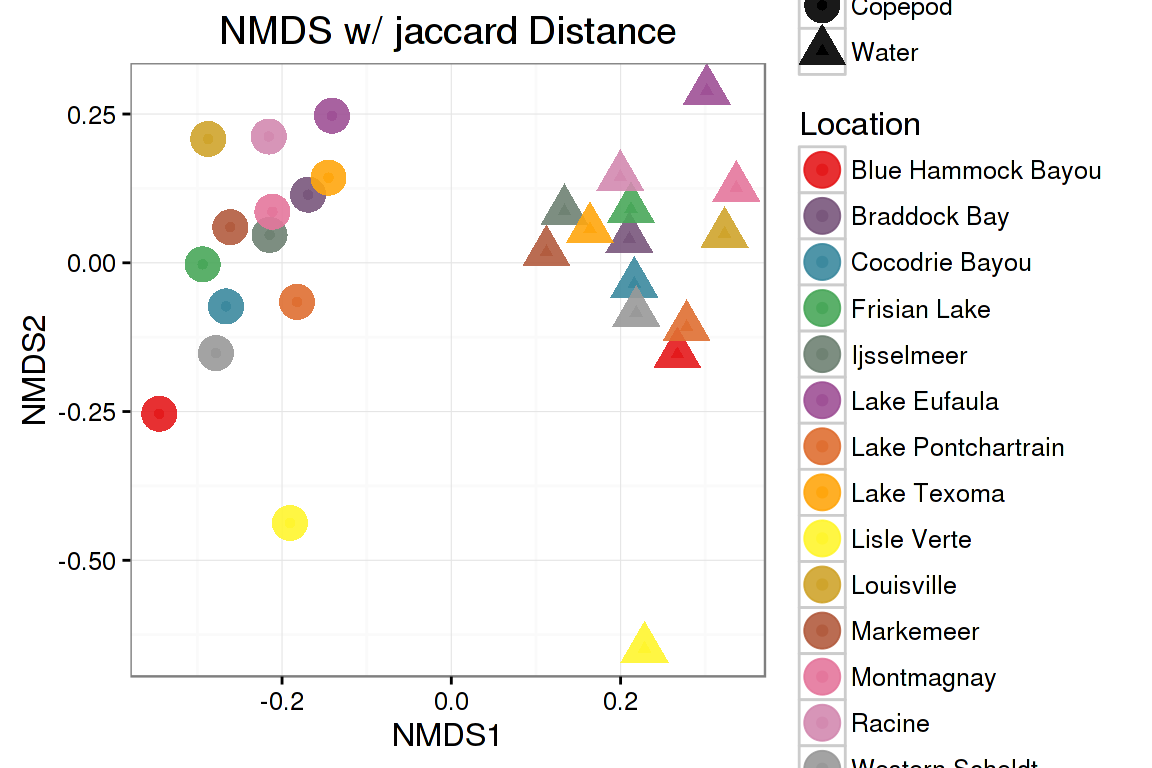 NMDS w/ jaccard Distance
0.25
0.00
-0.25
-0.50
NMDS2
-0.2
0.0
0.2
NMDS1
Copepod
Water
Location
Blue Hammock Bayou
Braddock Bay
Cocodrie Bayou
Frisian Lake
Ijsselmeer
Lake Eufaula
Lake Pontchartrain
Lake Texoma
Lisle Verte
Louisville
Markemeer
Montmagnay
Racine
Western Scheldt